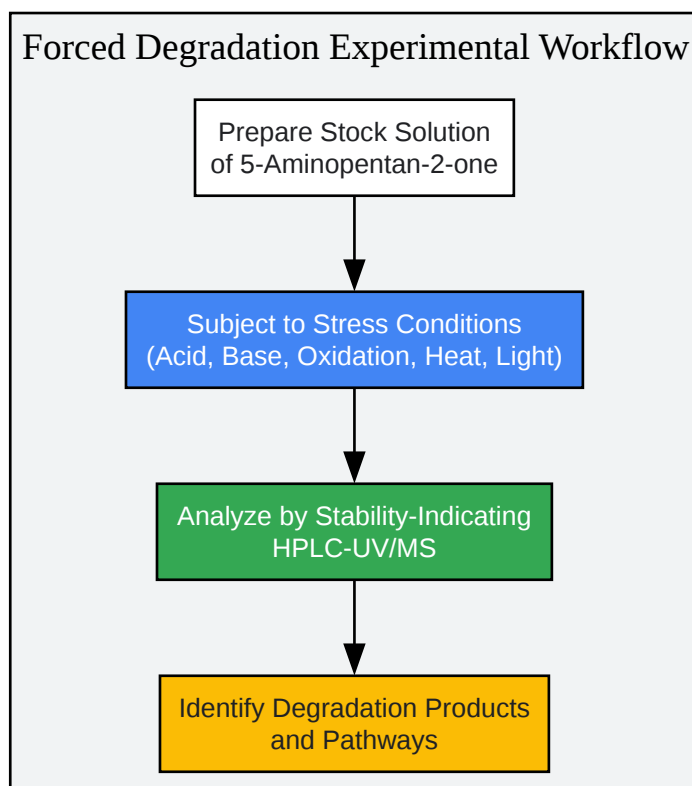 Forced Degradation Experimental Workflow
Prepare Stock Solution
of 5-Aminopentan-2-one
Subject to Stress Conditions
(Acid, Base, Oxidation, Heat, Light)
Analyze by Stability-Indicating
HPLC-UV/MS
Identify Degradation Products
and Pathways